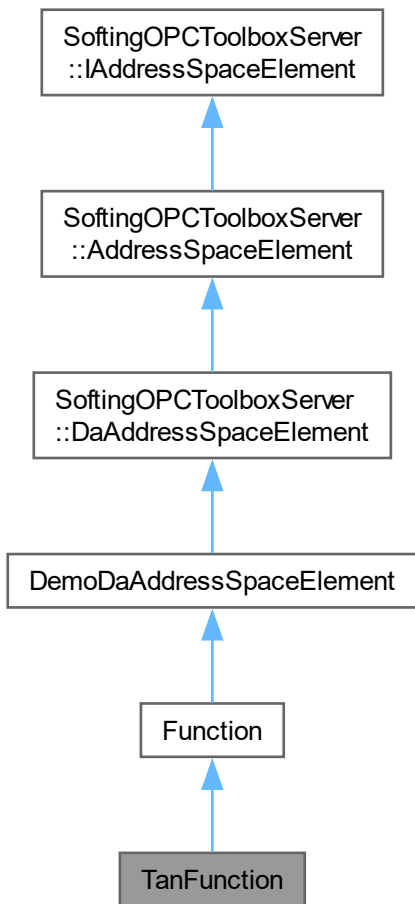 SoftingOPCToolboxServer
::IAddressSpaceElement
SoftingOPCToolboxServer
::AddressSpaceElement
SoftingOPCToolboxServer
::DaAddressSpaceElement
DemoDaAddressSpaceElement
Function
TanFunction